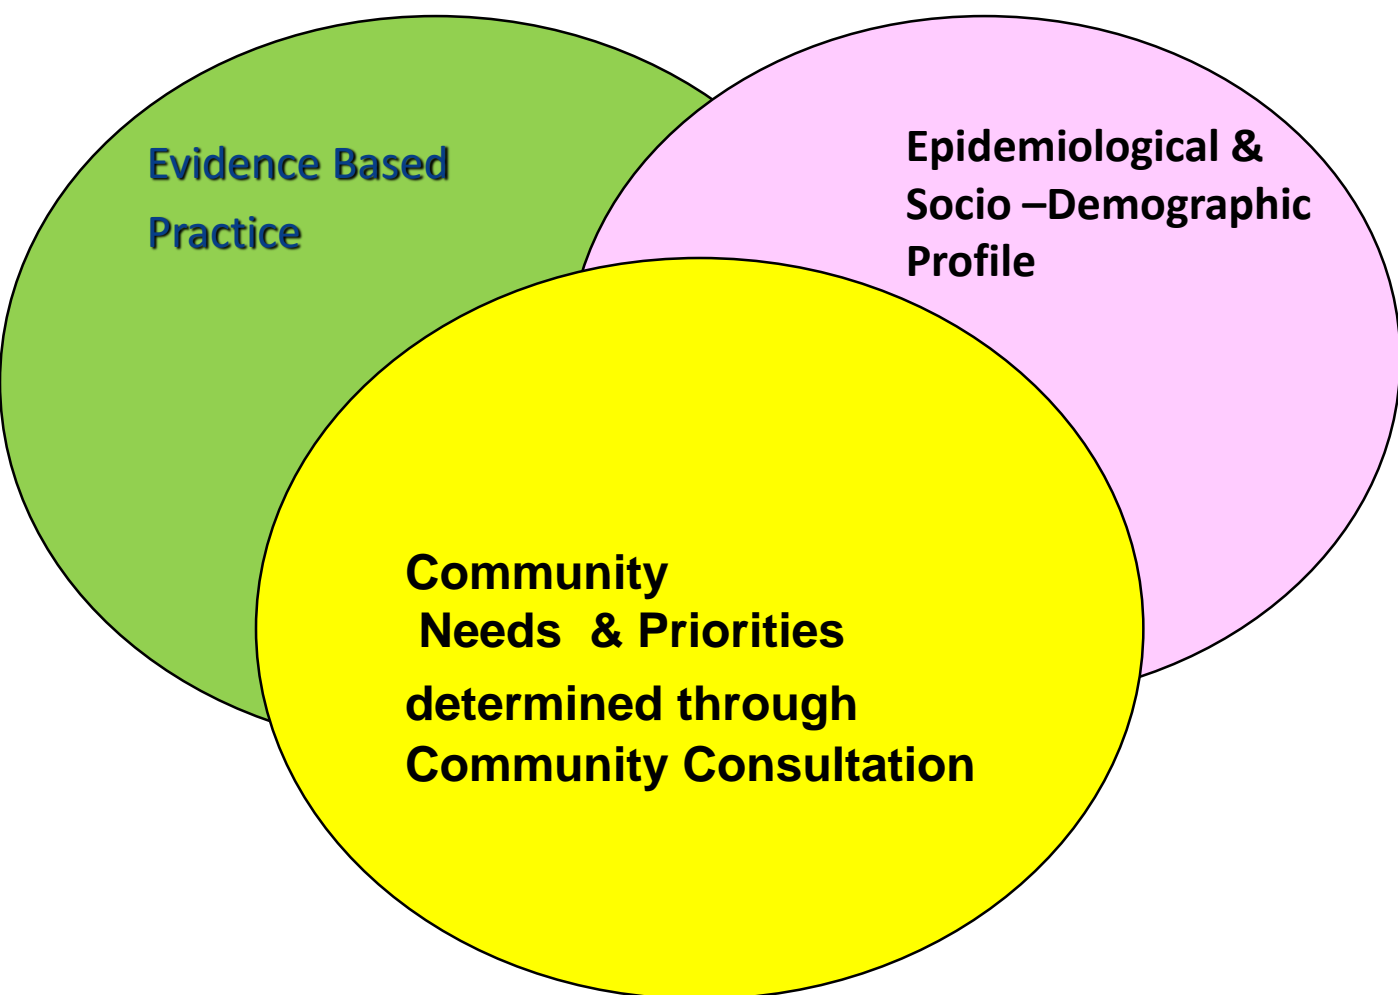 Evidence Based
Practice
Epidemiological &
Socio –Demographic
Profile
Community
Needs & Priorities
determined through
Community Consultation